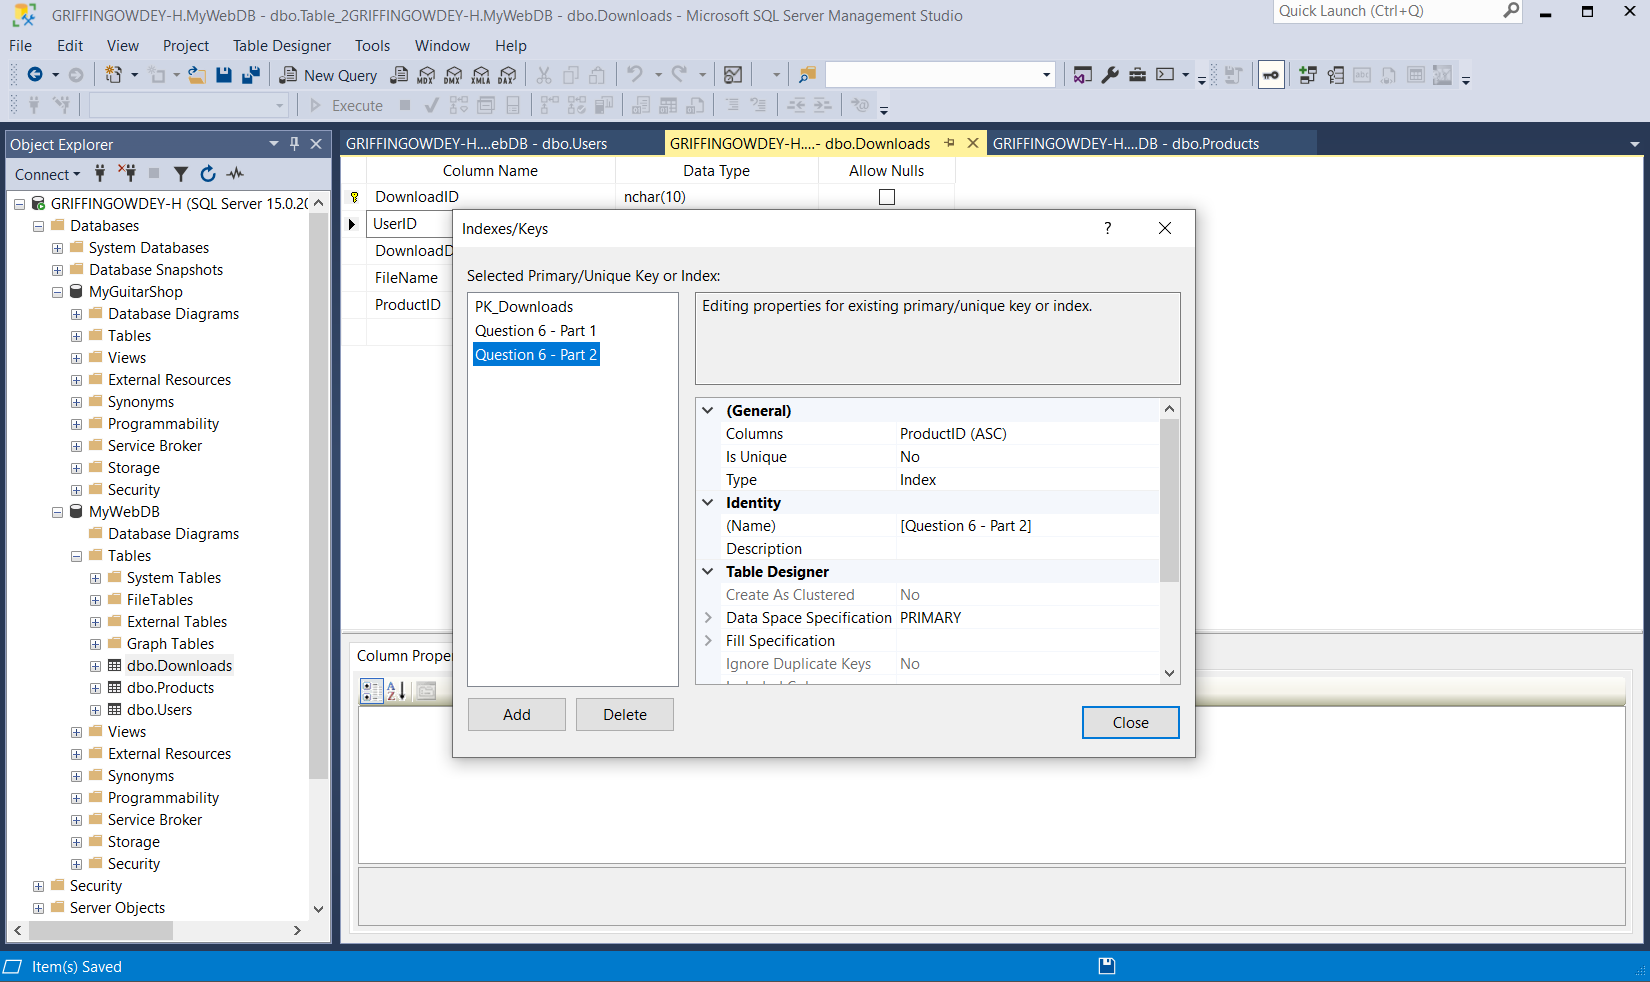 GRIFFINGOWDEY-H.MyWebDB - dbo.Table_2GRIFFINGOWDEY-H.MyWebDB - dbo.Downloads - Microsoft SQL Server Management Studio
Quick Launch (Ctrl+Q)
File Edit View Project Table Designer Tools Window Help
New Query
MDX DMX XMLA DAX
Execute
Object Explorer
GRIFFINGOWDEY-H....ebDB - dbo.Users
GRIFFINGOWDEY-H....- dbo.Downloads
GRIFFINGOWDEY-H....DB - dbo.Products
Connect
GRIFFINGOWDEY-H (SQL Server 15.0.20
Databases
System Databases
Database Snapshots
MyGuitarShop
Database Diagrams
Tables
Views
External Resources
Synonyms
Programmability
Service Broker
Storage
Security
MyWebDB
Database Diagrams
Tables
System Tables
FileTables
External Tables
Graph Tables
dbo.Downloads
dbo.Products
dbo.Users
Views
External Resources
Synonyms
Programmability
Service Broker
Storage
Security
Security
Server Objects
Column Name Data Type Allow Nulls
DownloadID nchar(10)
UserID
DownloadD
FileName
ProductID
Column Prope
Indexes/Keys
?
Selected Primary/Unique Key or Index:
PK_Downloads
Question 6 - Part 1
Question 6 - Part 2
Editing properties for existing primary/unique key or index.
(General)
Columns ProductID (ASC)
Is Unique No
Type Index
Identity
(Name) [Question 6 - Part 2]
Description
Table Designer
Create As Clustered No
Data Space Specification PRIMARY
Fill Specification
Ignore Duplicate Keys No
Add
Delete
Close
Item(s) Saved